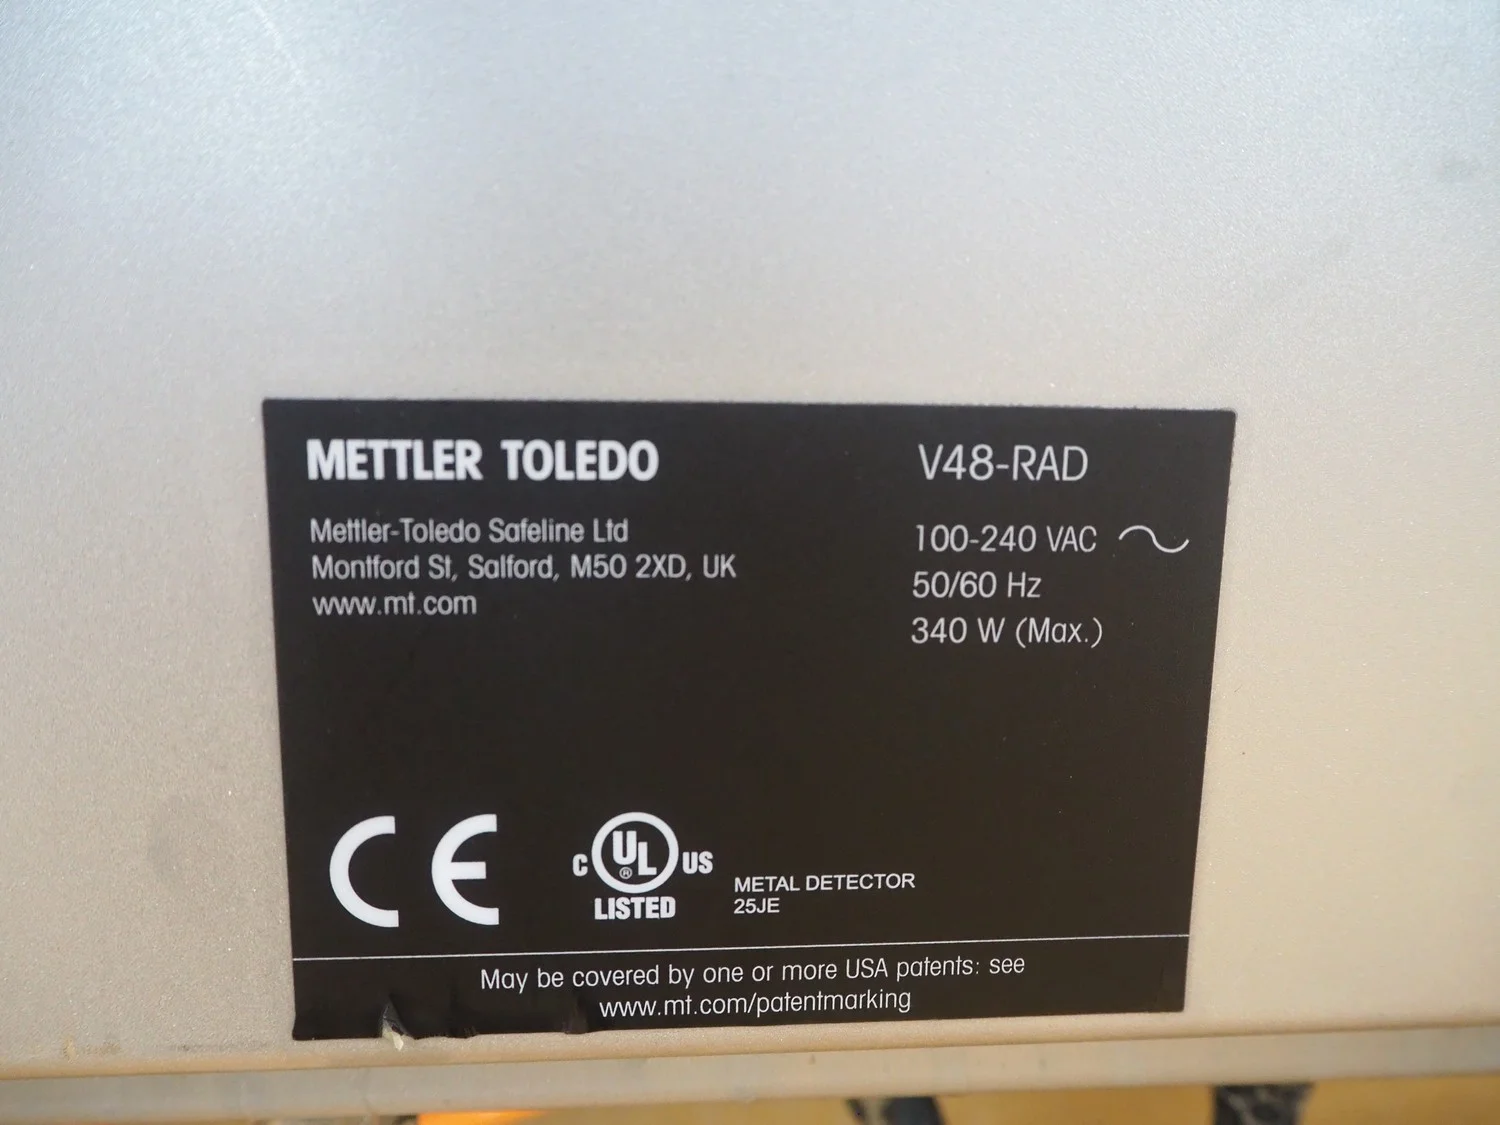 METTLER TOLEDO
Mettler-Toledo Safeline Ltd
Montford St, Salford, M50 2XD, UK
www.mt.com
V48-RAD
100-240 VAC
50/60 Hz
340 W (Max.)
CE
C UL ® US
LISTED
METAL DETECTOR
25JE
May be covered by one or more USA patents: see
www.mt.com/patentmarking